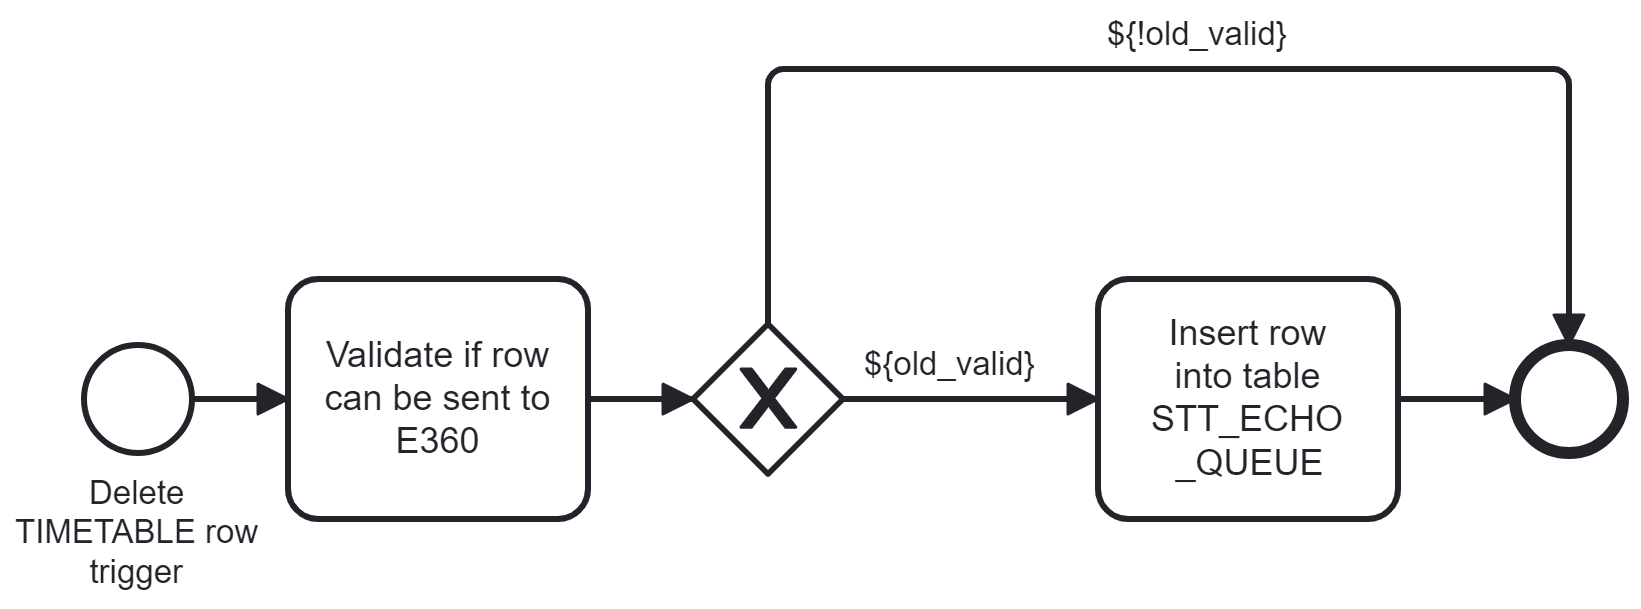 ${!old_valid}
Validate if row
can be sent to
E360
${old_valid}
Insert row
into table
STT_ECHO
_QUEUE
Delete
TIMETABLE row
trigger